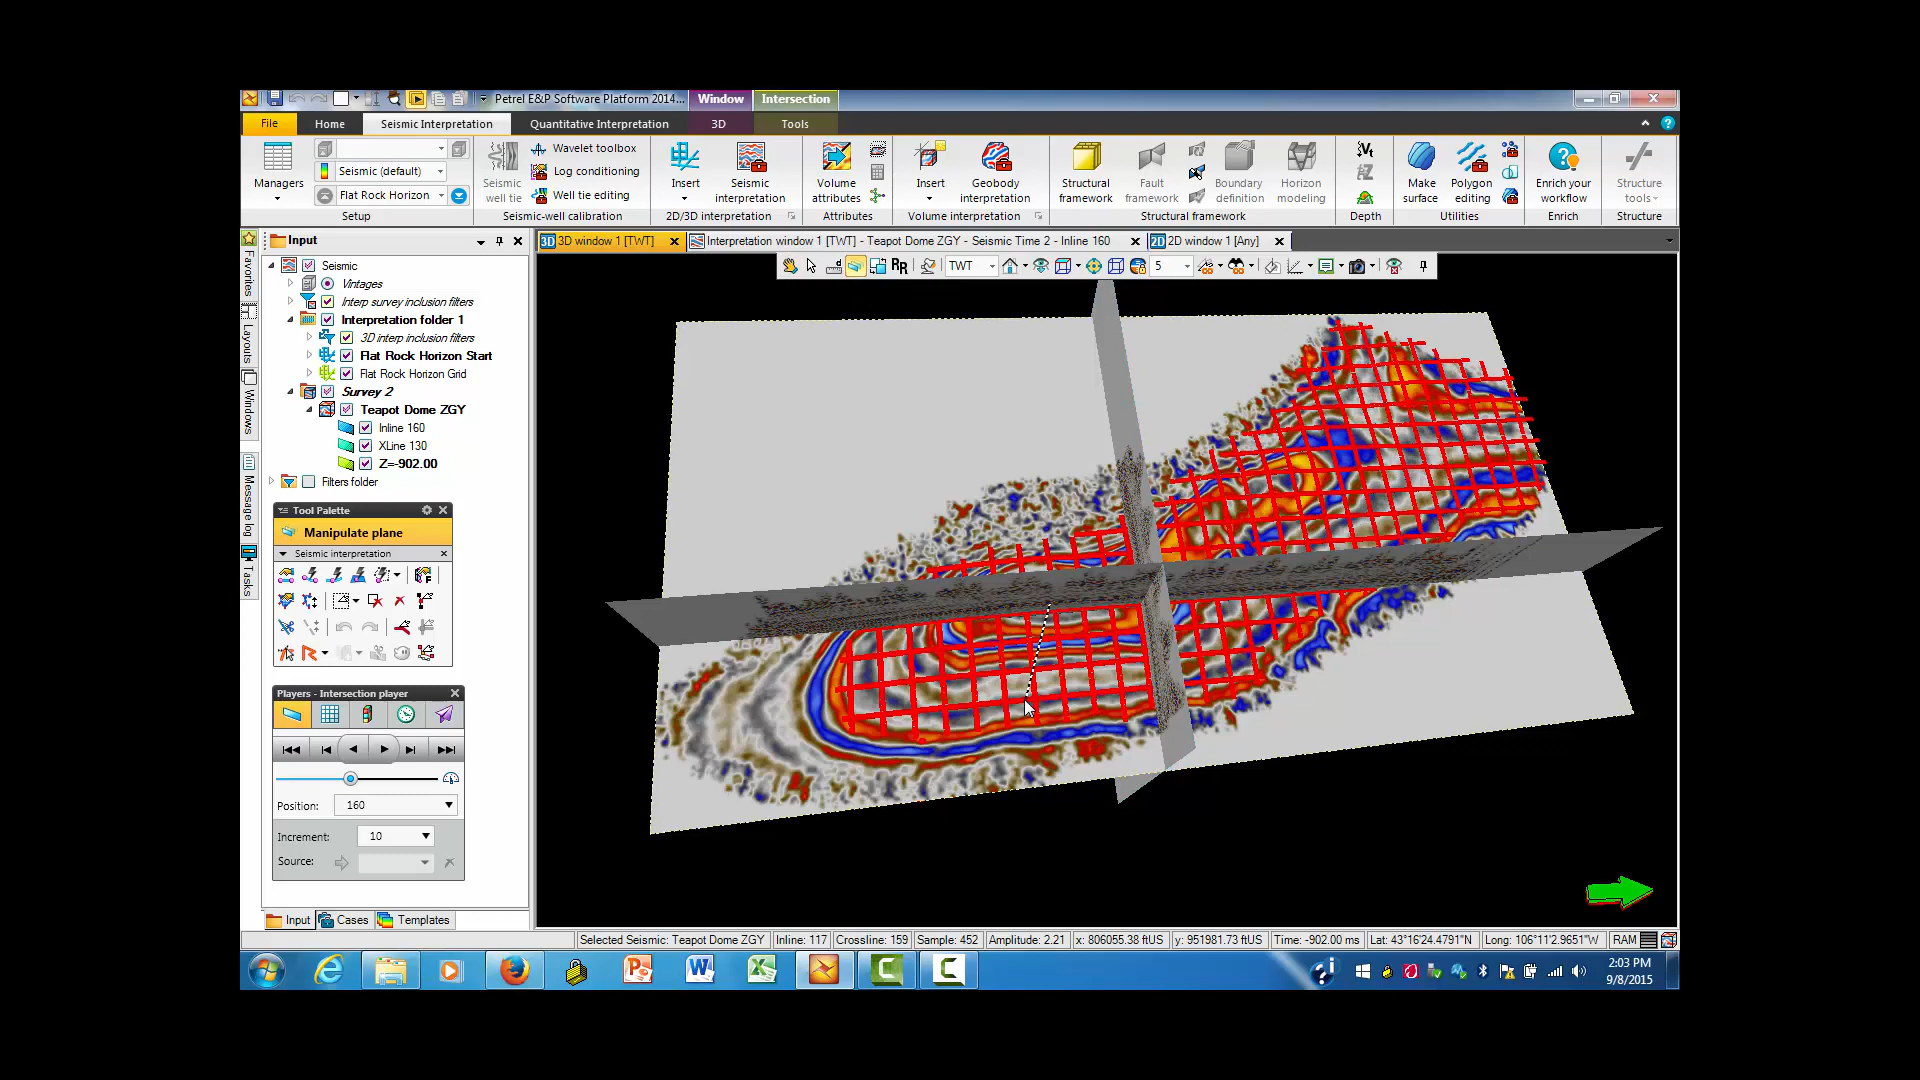 Petrel E&P Software Platform 2014...
Window
Intersection
File
Home
Seismic Interpretation
Quantitative Interpretation
3D
Tools
Managers
Seismic (default)
Flat Rock Horizon
Setup
Seismic well tie
Wavelet toolbox
Log conditioning
Well tie editing
Seismic-well calibration
Insert
Seismic interpretation
2D/3D interpretation
Volume attributes
Attributes
Insert
Geobody interpretation
Volume interpretation
Structural framework
Fault framework
Boundary definition
Horizon modeling
Structural framework
Depth
Make surface
Polygon editing
Utilities
Enrich your workflow
Enrich
Structure tools
Structure
Favorites
Layouts
Windows
Message log
Tasks
Input
Seismic
Vintages
Interp survey inclusion filters
Interpretation folder 1
3D interp inclusion filters
Flat Rock Horizon Start
Flat Rock Horizon Grid
Survey 2
Teapot Dome ZGY
Inline 160
XLine 130
Z=-902.00
Filters folder
3D 3D window 1 [TWT]
Interpretation window 1 [TWT] - Teapot Dome ZGY - Seismic Time 2 - Inline 160
2D 2D window 1 [Any]
TWT
5
Tool Palette
Manipulate plane
Seismic interpretation
Players - Intersection player
Position: 160
Increment: 10
Source:
Input
Cases
Templates
Selected Seismic: Teapot Dome ZGY
Inline: 117
Crossline: 159
Sample: 452
Amplitude: 2.21
x: 806055.38 ftUS
y: 951981.73 ftUS
Time: -902.00 ms
Lat: 43°16'24.4791"N
Long: 106°11'2.9651"W
RAM
2:03 PM
9/8/2015